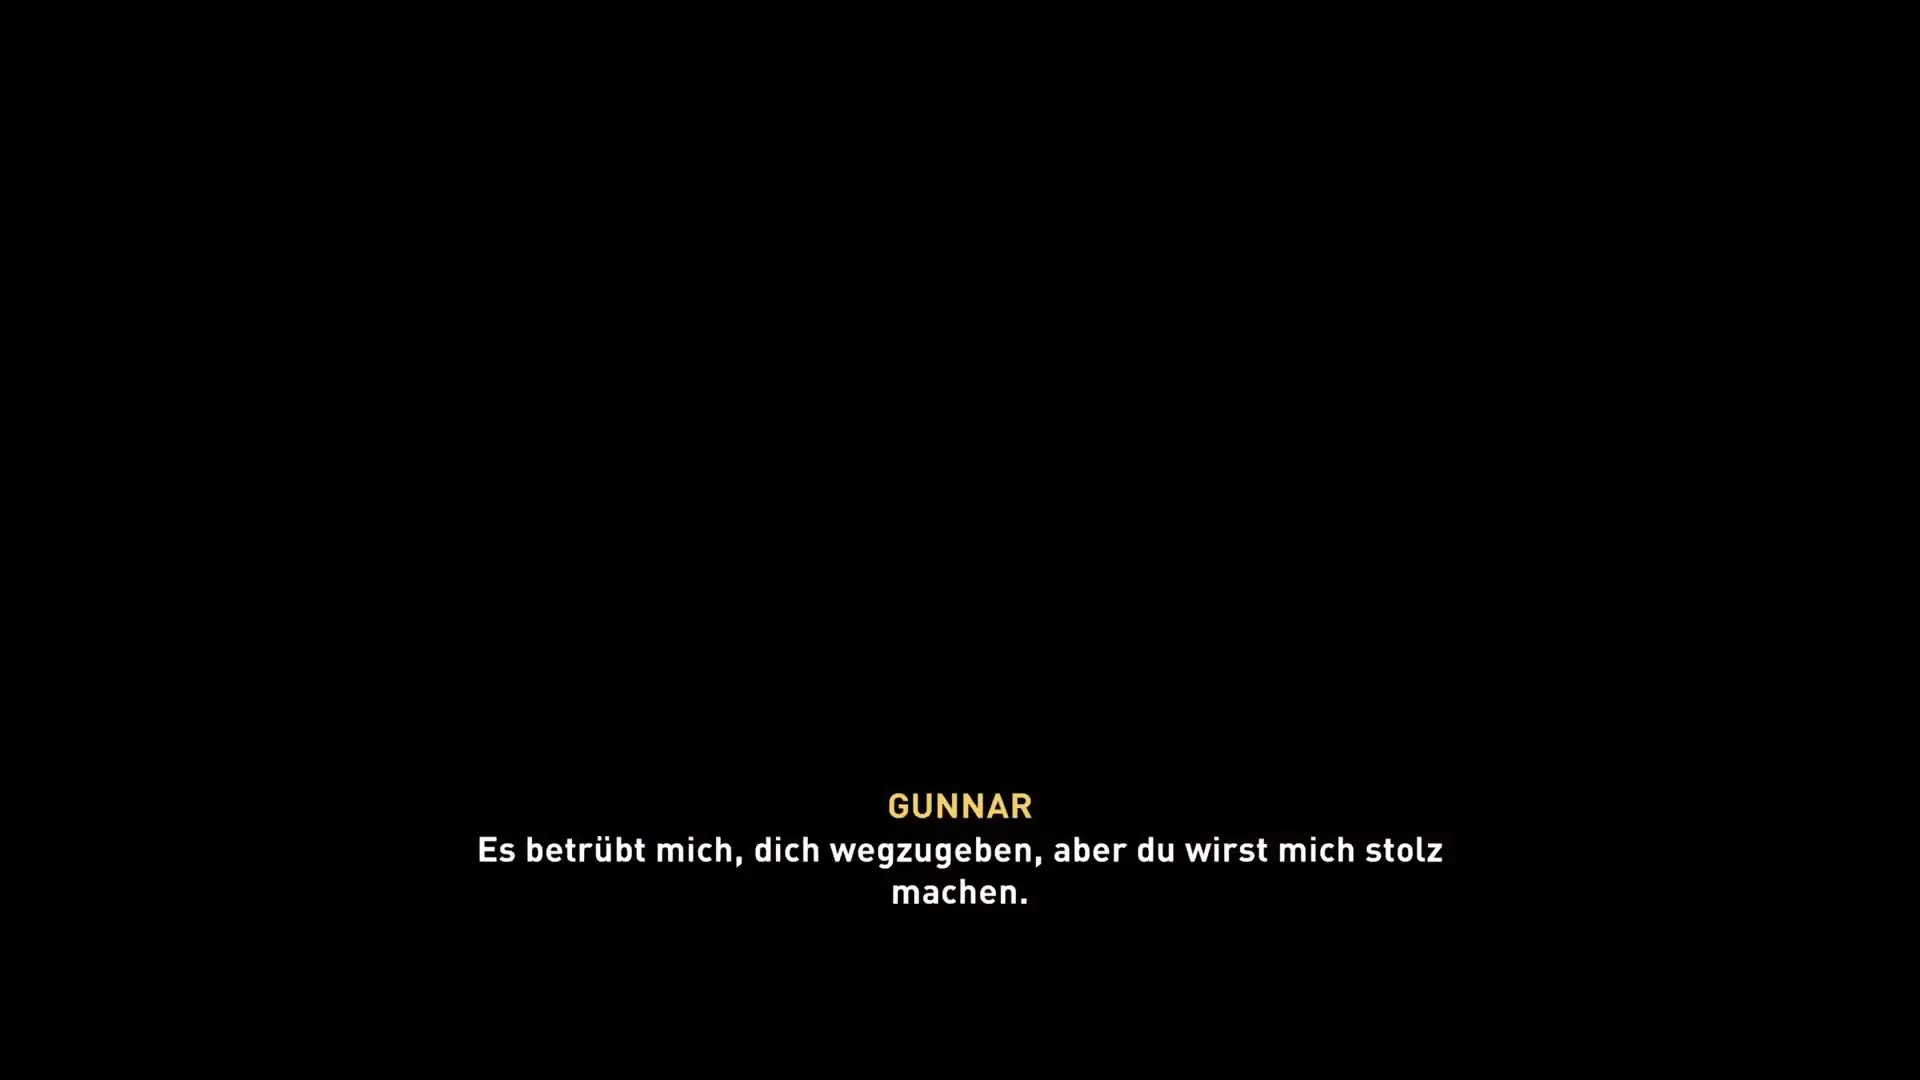 GUNNAR
Es betrübt mich, dich wegzugeben, aber du wirst mich stolz
machen.